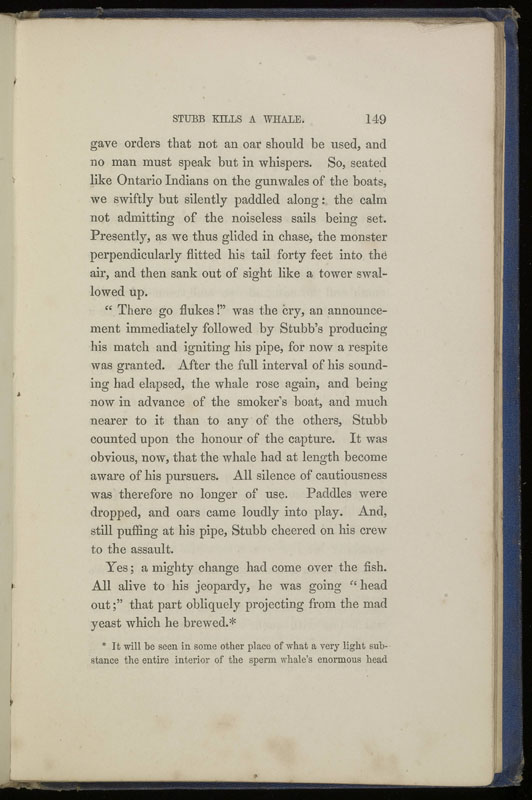 STUBB KILLS A WHALE. 149
gave orders that not an oar should be used, and
no man must speak but in whispers. So, seated
like Ontario Indians on the gunwales of the boats,
we swiftly but silently paddled along: the calm
not admitting of the noiseless sails being set.
Presently, as we thus glided in chase, the monster
perpendicularly flitted his tail forty feet into the
air, and then sank out of sight like a tower swal-
lowed up.
“There go flukes!” was the cry, an announce-
ment immediately followed by Stubb’s producing
his match and igniting his pipe, for now a respite
was granted. After the full interval of his sound-
ing had elapsed, the whale rose again, and being
now in advance of the smoker’s boat, and much
nearer to it than to any of the others, Stubb
counted upon the honour of the capture. It was
obvious, now, that the whale had at length become
aware of his pursuers. All silence of cautiousness
was therefore no longer of use. Paddles were
dropped, and oars came loudly into play. And,
still puffing at his pipe, Stubb cheered on his crew
to the assault.
Yes; a mighty change had come over the fish.
All alive to his jeopardy, he was going “head
out;” that part obliquely projecting from the mad
yeast which he brewed.*
* It will be seen in some other place of what a very light sub-
stance the entire interior of the sperm whale’s enormous head